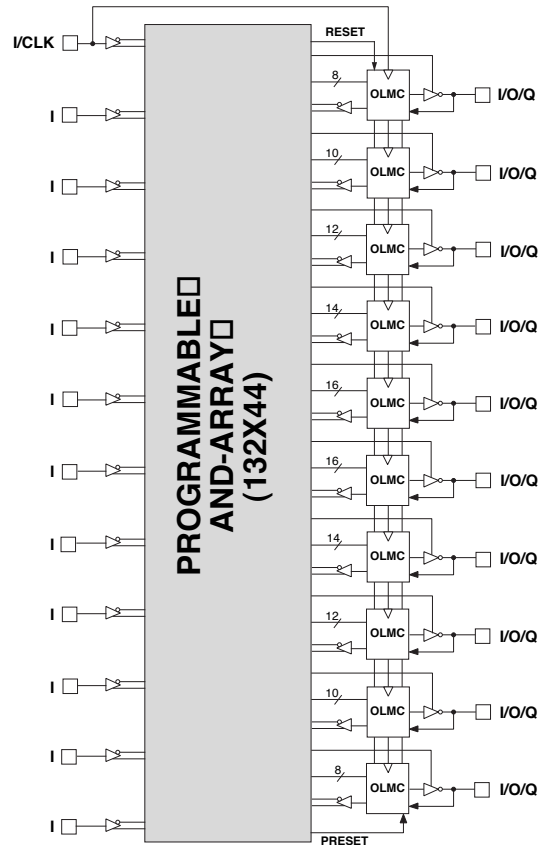 RESET
I/CLK
8
OLMC
I/O/Q
I
10
OLMC
I/O/Q
I
12
OLMC
I/O/Q
I
14
OLMC
I/O/Q
I
16
OLMC
I/O/Q
I
PROGRAMMABLE□
AND-ARRAY□
(132X44)
16
OLMC
I/O/Q
I
14
OLMC
I/O/Q
I
12
OLMC
I/O/Q
I
10
OLMC
I/O/Q
I
8
OLMC
I/O/Q
I
I
PRESET